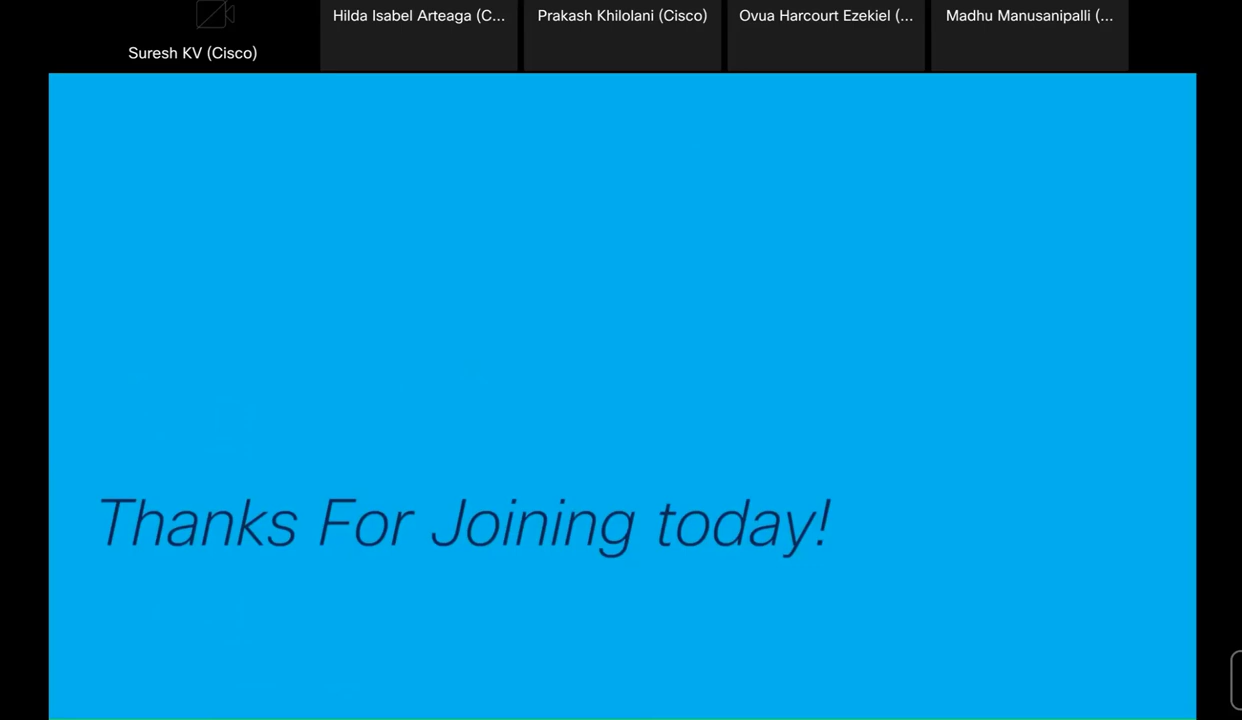 Hilda Isabel Arteaga (C...
Prakash Khilolani (Cisco)
Ovua Harcourt Ezekiel (...
Madhu Manusanipalli (...
Suresh KV (Cisco)
Thanks For Joining today!